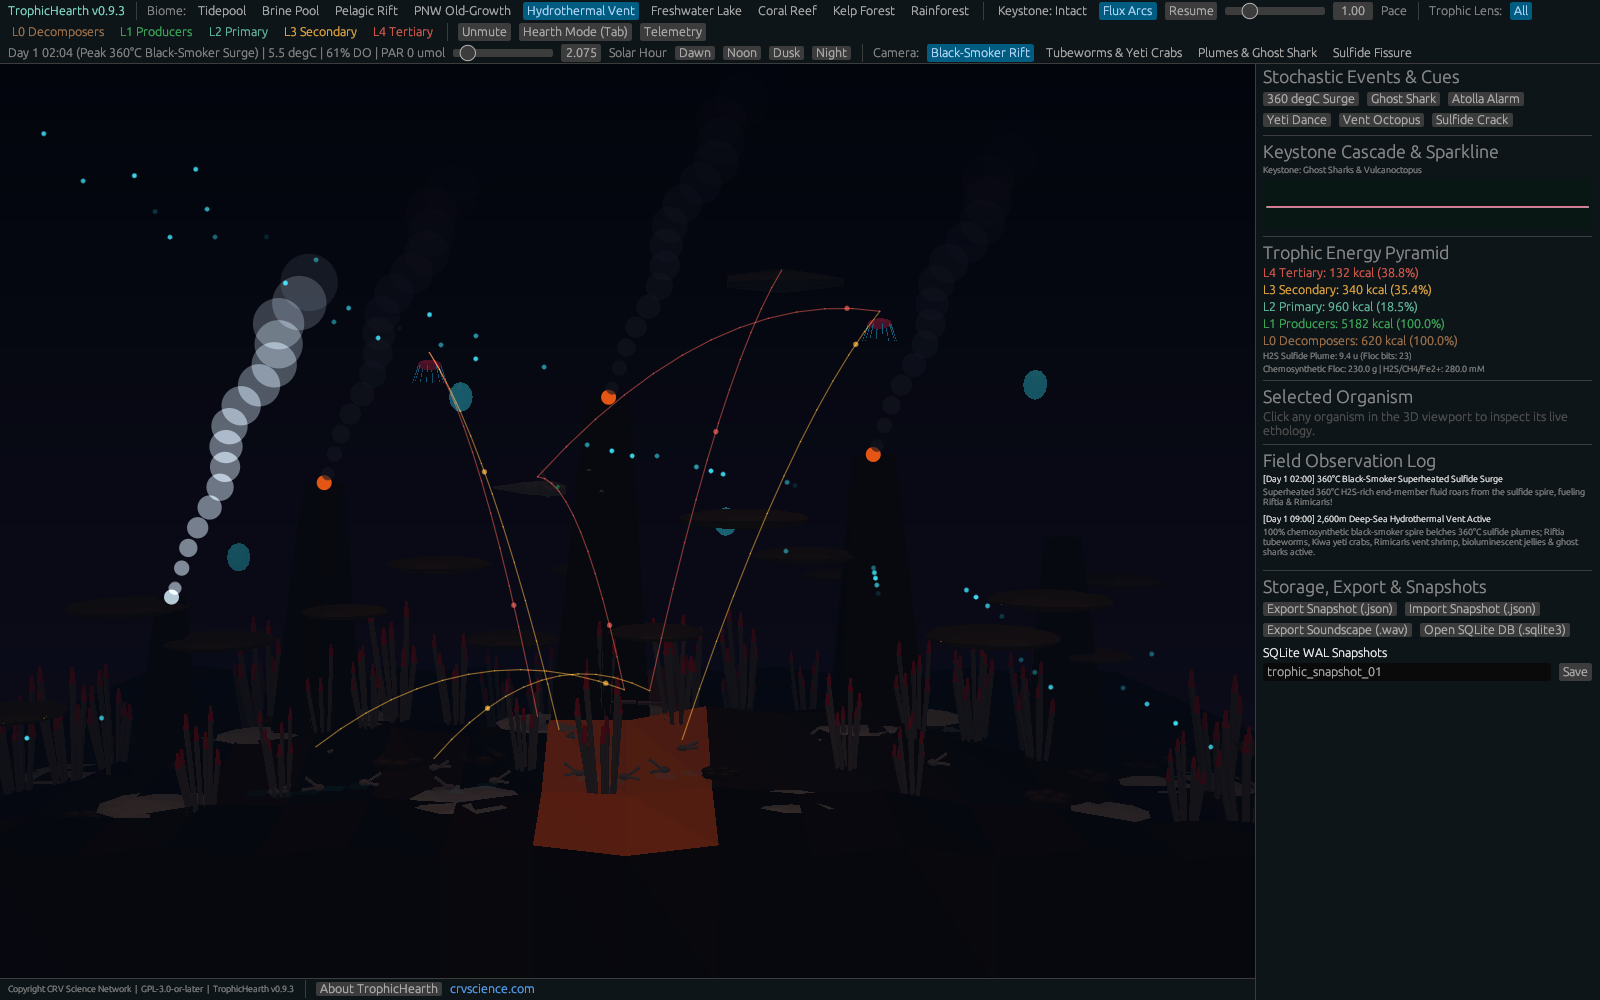 TrophicHearth v0.9.3 Biome: Tidepool Brine Pool Pelagic Rift PNW Old-Growth Hydrothermal Vent Freshwater Lake Coral Reef Kelp Forest Rainforest Keystone: Intact Flux Arcs Resume 1.00 Pace Trophic Lens: All
L0 Decomposers L1 Producers L2 Primary L3 Secondary L4 Tertiary Unmute Hearth Mode (Tab) Telemetry
Day 1 02:04 (Peak 360°C Black-Smoker Surge) | 5.5 degC | 61% DO | PAR 0 umol 2.075 Solar Hour Dawn Noon Dusk Night Camera: Black-Smoker Rift Tubeworms & Yeti Crabs Plumes & Ghost Shark Sulfide Fissure
Stochastic Events & Cues
360 degC Surge Ghost Shark Atolla Alarm
Yeti Dance Vent Octopus Sulfide Crack
Keystone Cascade & Sparkline
Keystone: Ghost Sharks & Vulcanoctopus
Trophic Energy Pyramid
L4 Tertiary: 132 kcal (38.8%)
L3 Secondary: 340 kcal (35.4%)
L2 Primary: 960 kcal (18.5%)
L1 Producers: 5182 kcal (100.0%)
L0 Decomposers: 620 kcal (100.0%)
H2S Sulfide Plume: 9.4 u (Floc bits: 23)
Chemosynthetic Floc: 230.0 g | H2S/CH4/Fe2+: 280.0 mM
Selected Organism
Click any organism in the 3D viewport to inspect its live
ethology.
Field Observation Log
[Day 1 02:00] 360°C Black-Smoker Superheated Sulfide Surge
Superheated 360°C H2S-rich end-member fluid roars from the sulfide spire, fueling
Riftia & Rimicaris!
[Day 1 09:00] 2,600m Deep-Sea Hydrothermal Vent Active
100% chemosynthetic black-smoker spire belches 360°C sulfide plumes; Riftia
tubeworms, Kiwa yeti crabs, Rimicaris vent shrimp, bioluminescent jellies & ghost
sharks active.
Storage, Export & Snapshots
Export Snapshot (.json) Import Snapshot (.json)
Export Soundscape (.wav) Open SQLite DB (.sqlite3)
SQLite WAL Snapshots
trophic_snapshot_01 Save
Copyright CRV Science Network | GPL-3.0-or-later | TrophicHearth v0.9.3 About TrophicHearth crvscience.com